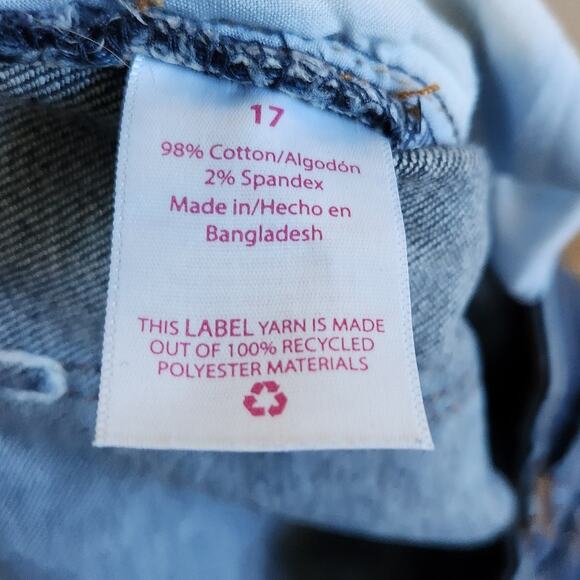 17
98% Cotton/Algodón
2% Spandex
Made in/Hecho en
Bangladesh
THIS LABEL YARN IS MADE
OUT OF 100% RECYCLED
POLYESTER MATERIALS